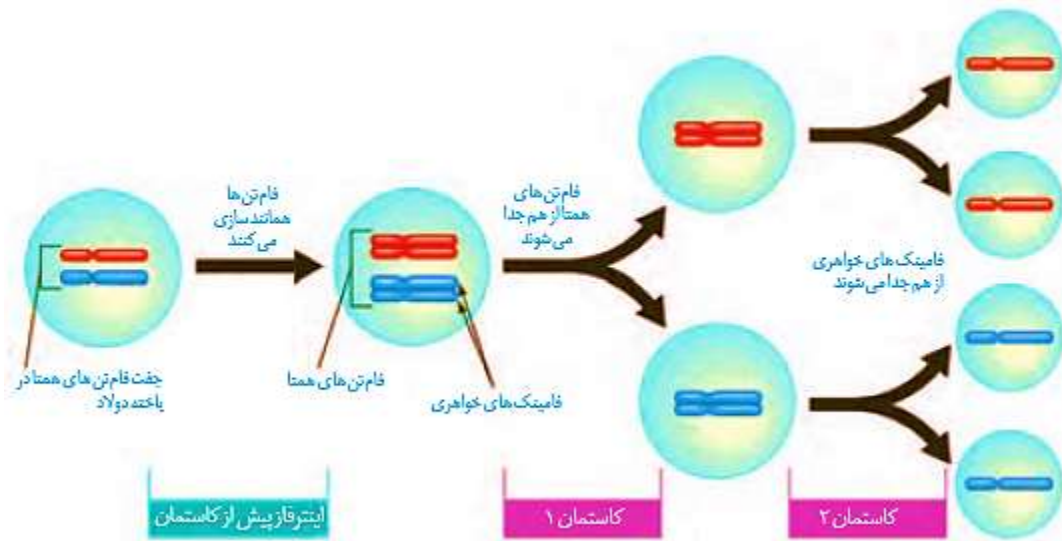 فام‌تن‌ها
همانندسازی
می‌کنند
فام‌تن‌های
همتا از هم جدا
می‌شوند
فامینک‌های خواهری
از هم جدا می‌شوند
جفت فام‌تن‌های همتا در
یاخته دولاد
فام‌تن‌های همتا
فامینک‌های خواهری
اینترفاز پیش از کاستمان
کاستمان ۱
کاستمان ۲